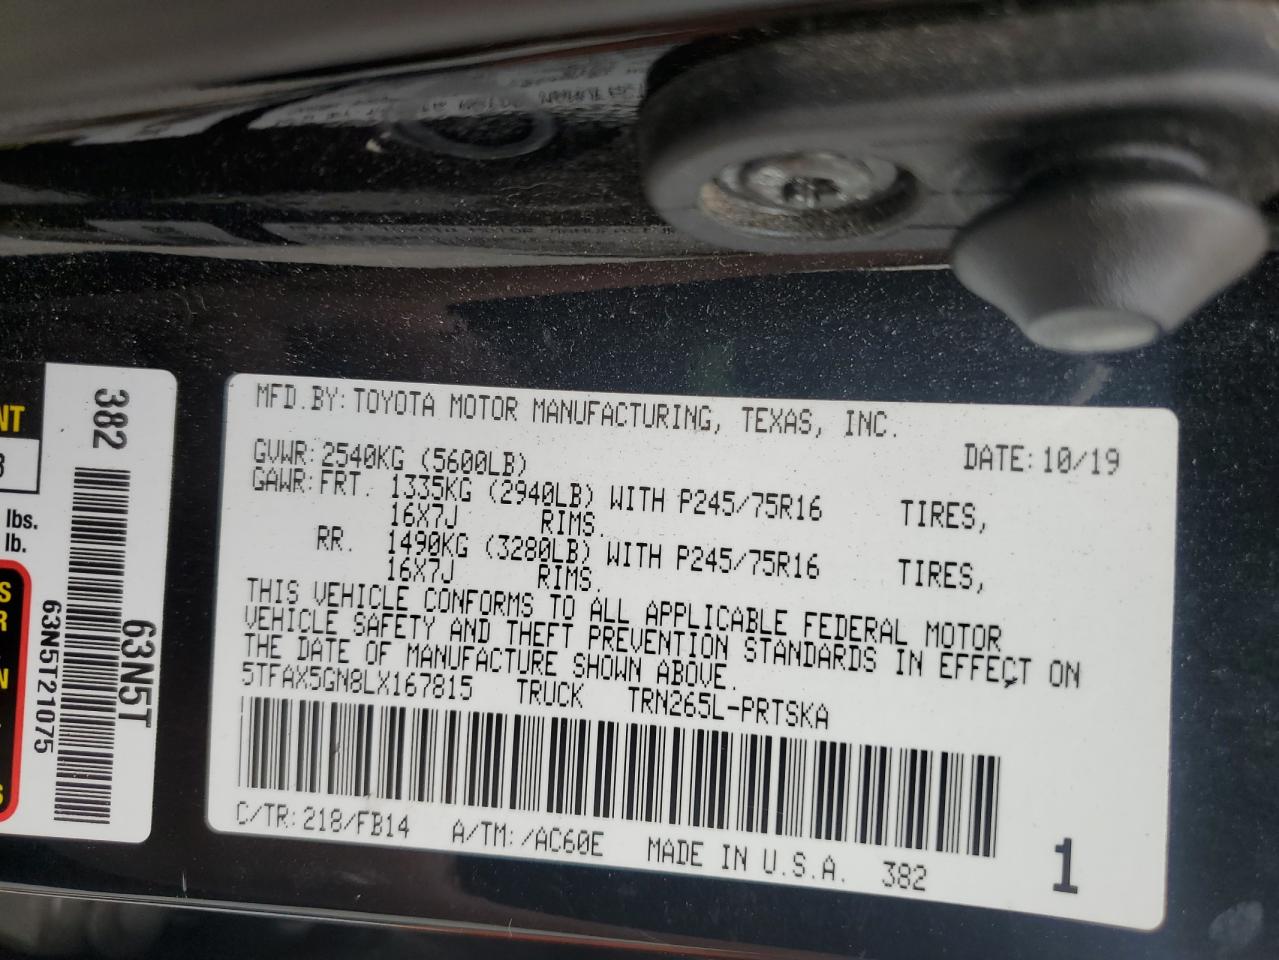 MFD.BY: TOYOTA MOTOR MANUFACTURING, TEXAS, INC.
GVWR: 2540KG (5600LB) DATE: 10/19
GAWR: FRT. 1335KG (2940LB) WITH P245/75R16 TIRES,
16X7J RIMS.
RR. 1490KG (3280LB) WITH P245/75R16 TIRES,
16X7J RIMS.
THIS VEHICLE CONFORMS TO ALL APPLICABLE FEDERAL MOTOR
VEHICLE SAFETY AND THEFT PREVENTION STANDARDS IN EFFECT ON
THE DATE OF MANUFACTURE SHOWN ABOVE.
5TFAX5GN8LX167815 TRUCK TRN265L-PRTSKA
C/TR: 218/FB14 A/TM: /AC60E MADE IN U.S.A. 382
1
382
63N5T
63N5T21075
NT
lbs.
lb.